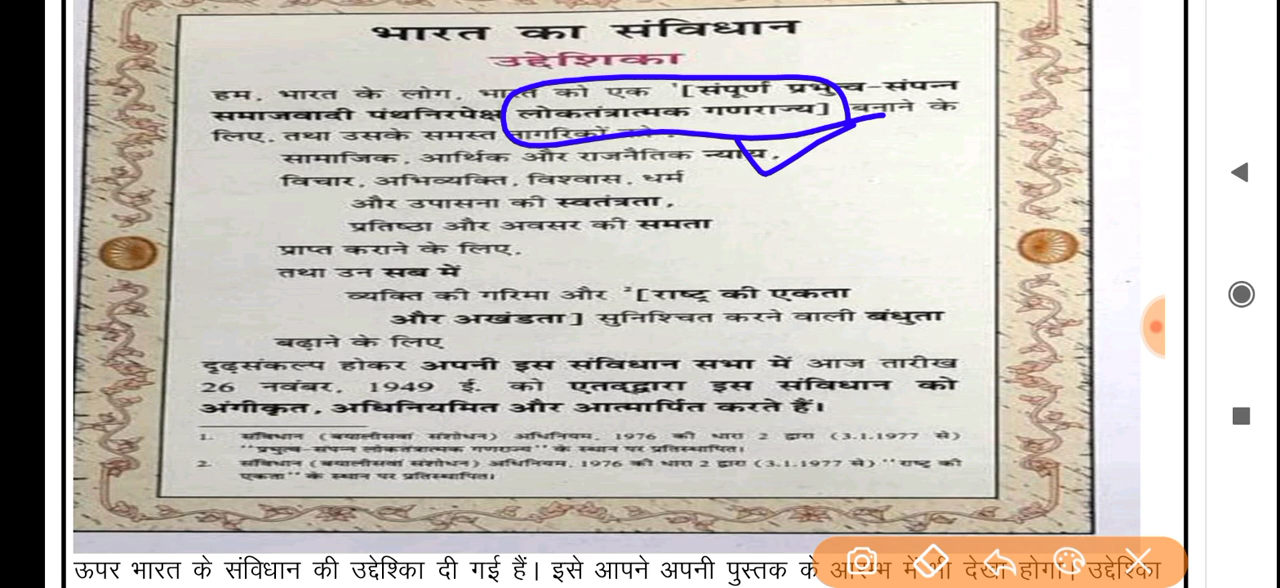 भारत का संविधान
उद्देशिका
हम, भारत के लोग, भारत को एक ¹[संपूर्ण प्रभुत्व-संपन्न
समाजवादी पंथनिरपेक्ष लोकतंत्रात्मक गणराज्य] बनाने के
लिए, तथा उसके समस्त नागरिकों को :
सामाजिक, आर्थिक और राजनैतिक न्याय,
विचार, अभिव्यक्ति, विश्वास, धर्म
और उपासना की स्वतंत्रता,
प्रतिष्ठा और अवसर की समता
प्राप्त कराने के लिए,
तथा उन सब में
व्यक्ति की गरिमा और ²[राष्ट्र की एकता
और अखंडता] सुनिश्चित करने वाली बंधुता
बढ़ाने के लिए
दृढ़संकल्प होकर अपनी इस संविधान सभा में आज तारीख
26 नवंबर, 1949 ई. को एतद्द्वारा इस संविधान को
अंगीकृत, अधिनियमित और आत्मार्पित करते हैं।
1. संविधान (बयालीसवां संशोधन) अधिनियम, 1976 की धारा 2 द्वारा (3.1.1977 से)
"प्रभुत्व-संपन्न लोकतंत्रात्मक गणराज्य" के स्थान पर प्रतिस्थापित।
2. संविधान (बयालीसवां संशोधन) अधिनियम, 1976 की धारा 2 द्वारा (3.1.1977 से) "राष्ट्र की
एकता" के स्थान पर प्रतिस्थापित।
ऊपर भारत के संविधान की उद्देश्िका दी गई हैं। इसे आपने अपनी पुस्तक के आरम्भ में भी देखा होगा। उद्देशिका